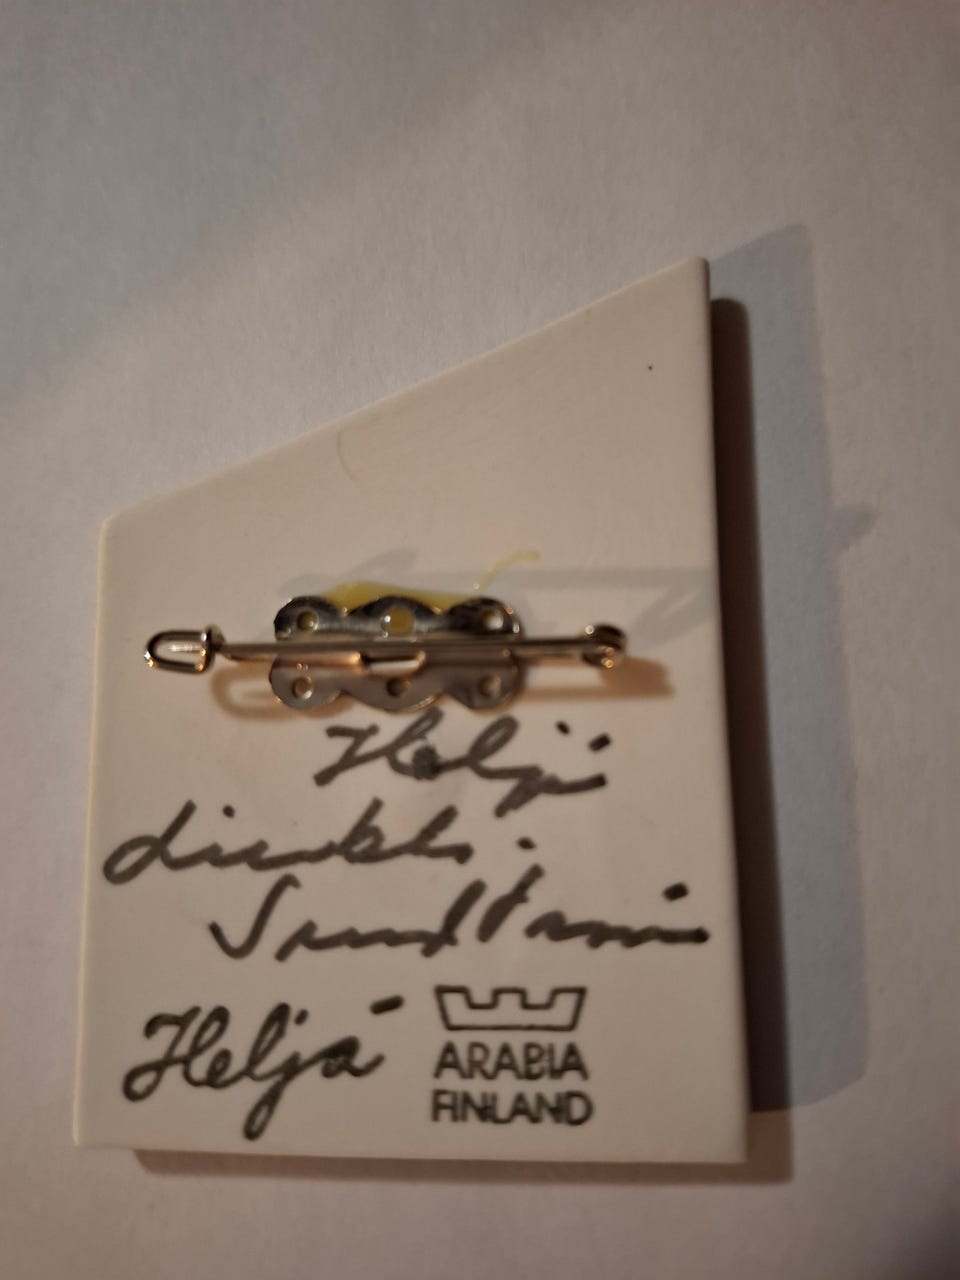 Heljä
Liukko-
Sundström
Heljä
ARABIA
FINLAND